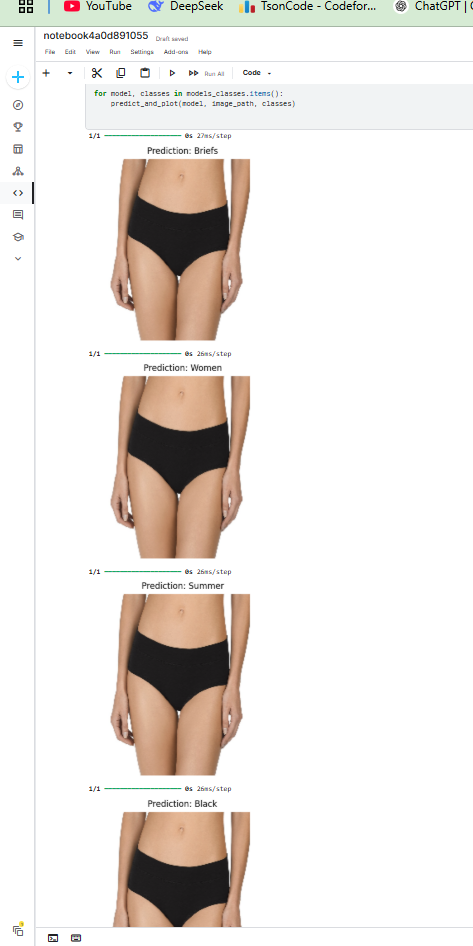 YouTube DeepSeek TsonCode - Codefor... ChatGPT |
notebook4a0d891055 Draft saved
File Edit View Run Settings Add-ons Help
Run All Code
for model, classes in models_classes.items():
predict_and_plot(model, image_path, classes)
1/1 0s 27ms/step
Prediction: Briefs
1/1 0s 26ms/step
Prediction: Women
1/1 0s 26ms/step
Prediction: Summer
1/1 0s 26ms/step
Prediction: Black